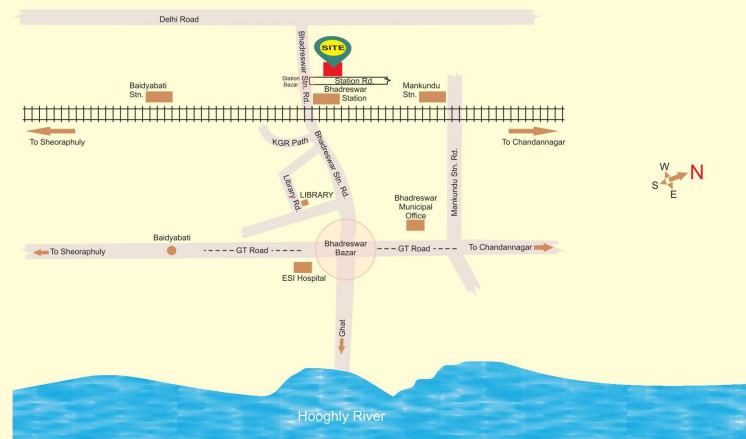 Delhi Road
SITE
Bhadreswar Stn. Rd.
Station
Bazar
Station Rd.
Bhadreswar
Station
Baidyabati
Stn.
Mankundu
Stn.
To Sheoraphuly
To Chandannagar
KGR Path
Bhadreswar Stn. Rd.
Library Rd.
LIBRARY
Mankundu Stn. Rd.
W
N
S
E
Bhadreswar
Municipal
Office
To Sheoraphuly
Baidyabati
GT Road
Bhadreswar
Bazar
GT Road
To Chandannagar
ESI Hospital
Ghat
Hooghly River